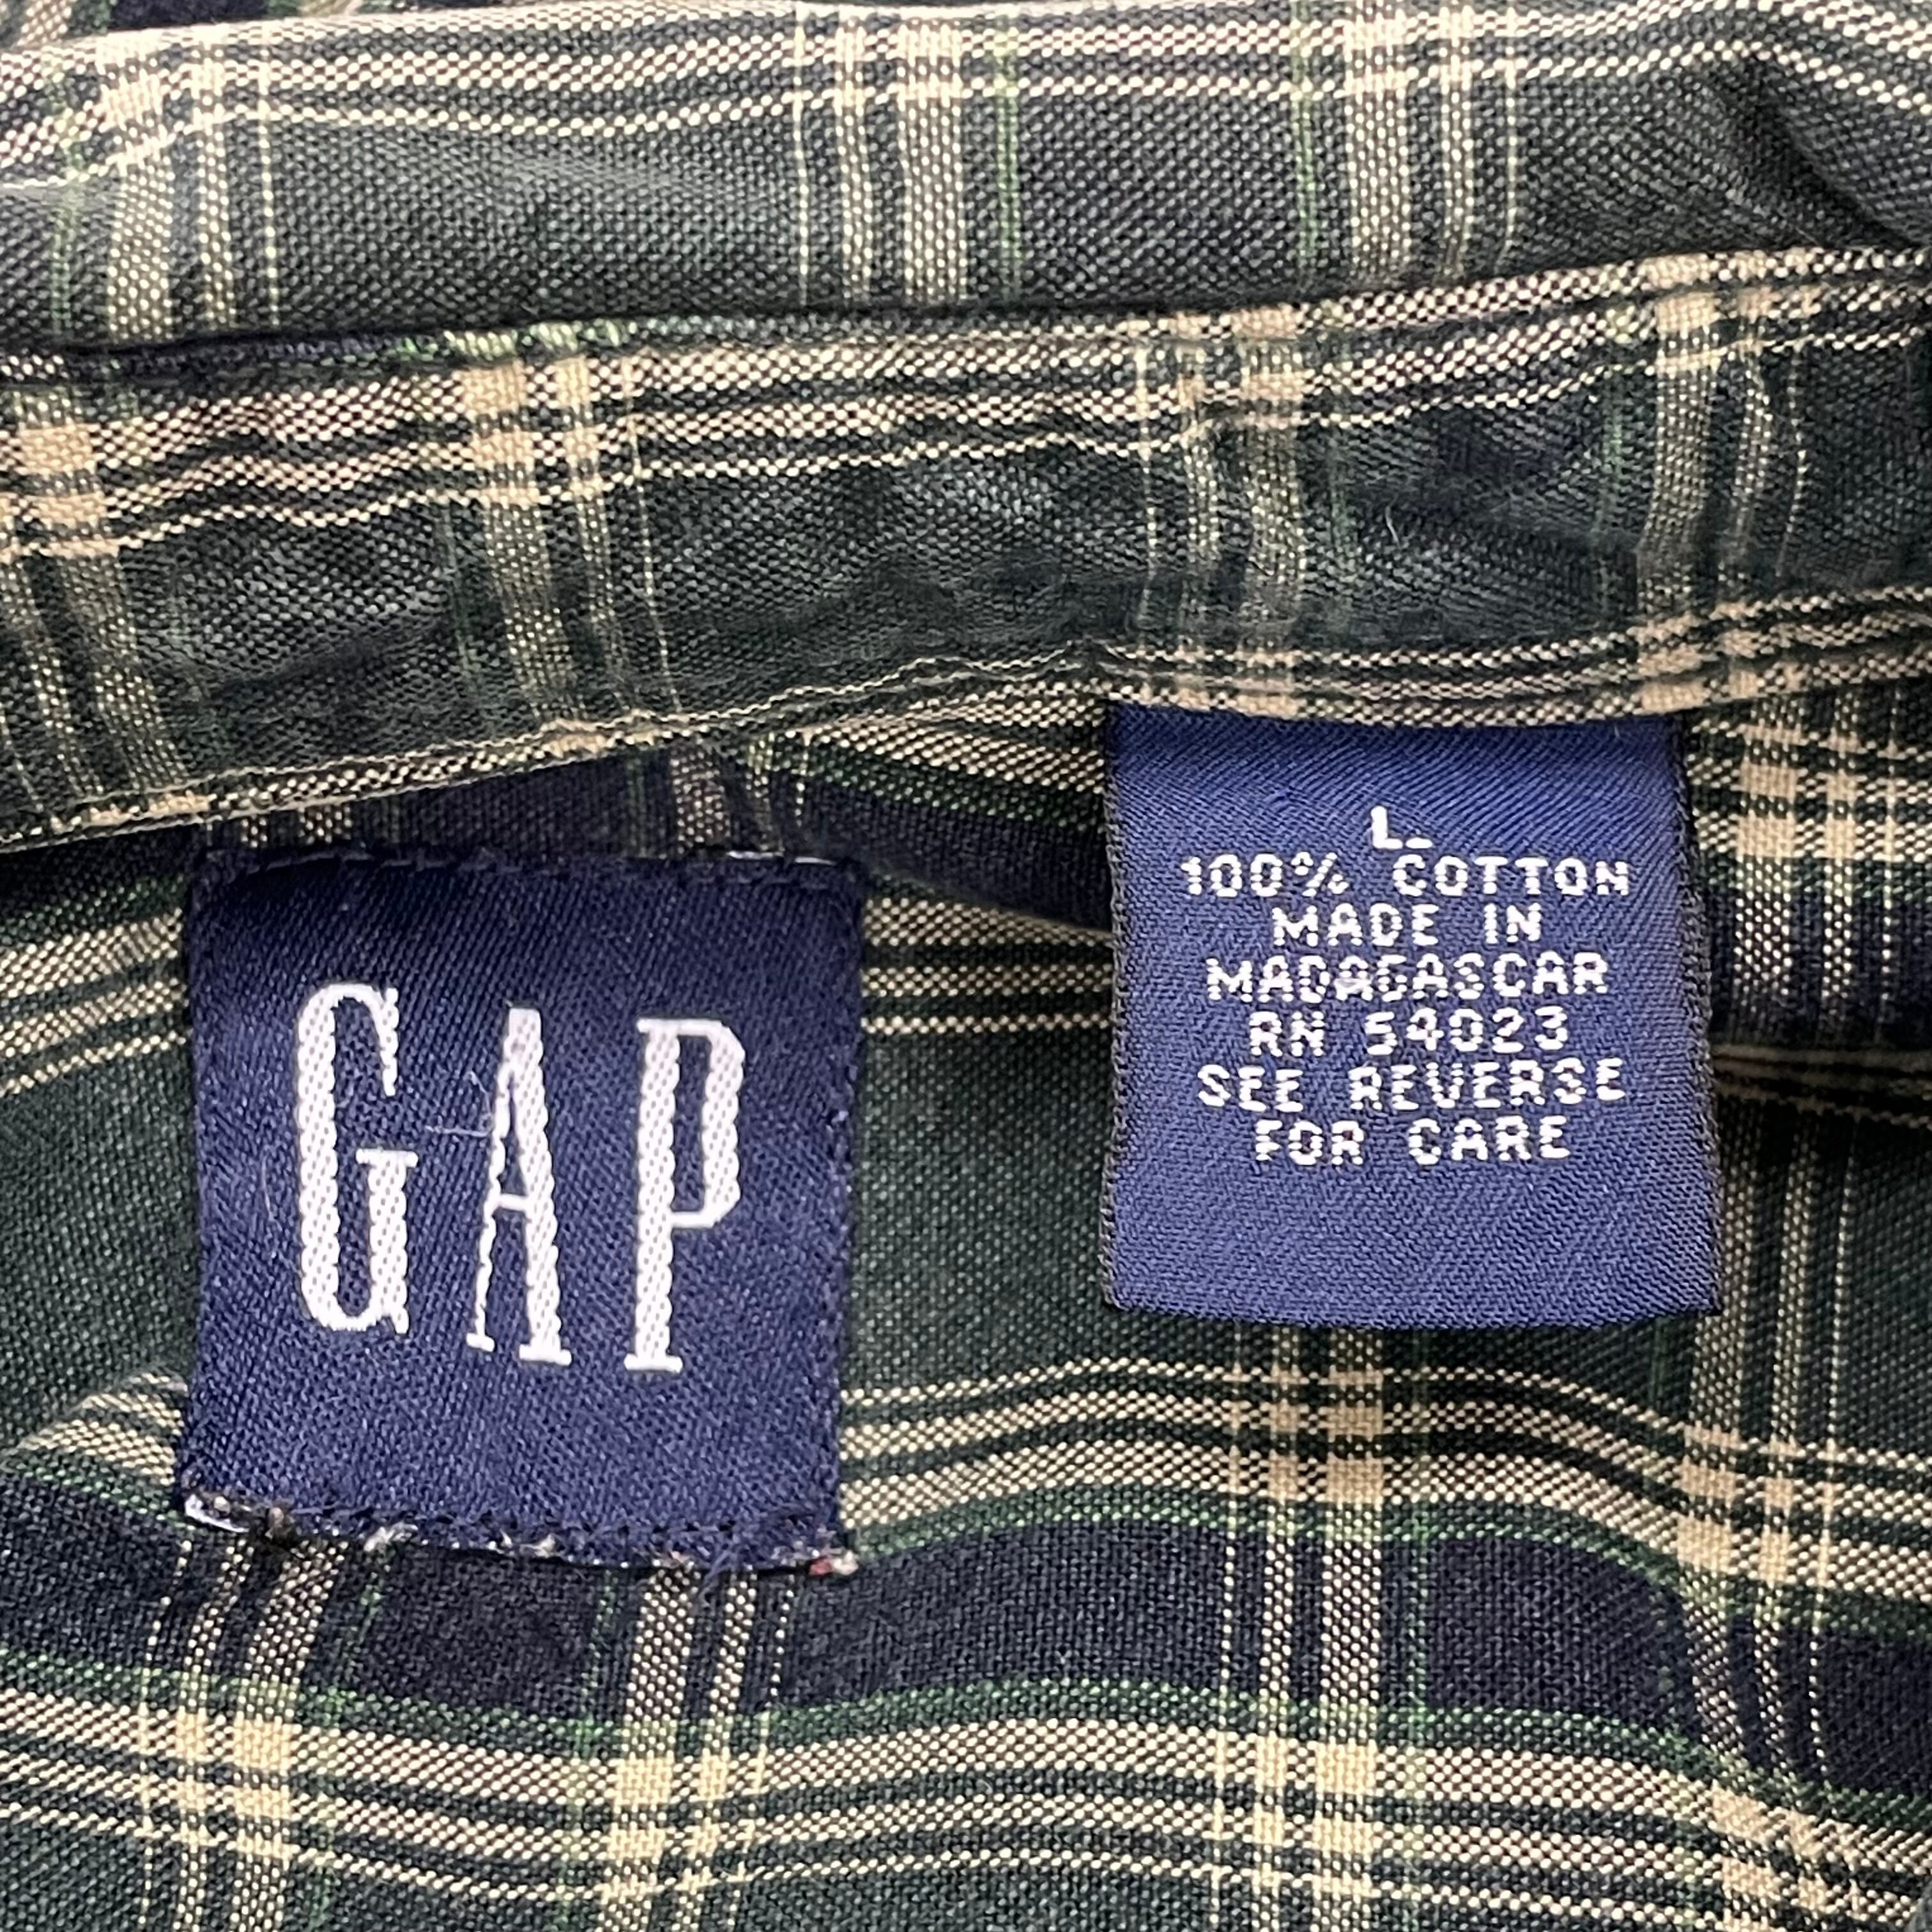 GAP
L.
100% COTTON
MADE IN
MADAGASCAR
RN 54023
SEE REVERSE
FOR CARE